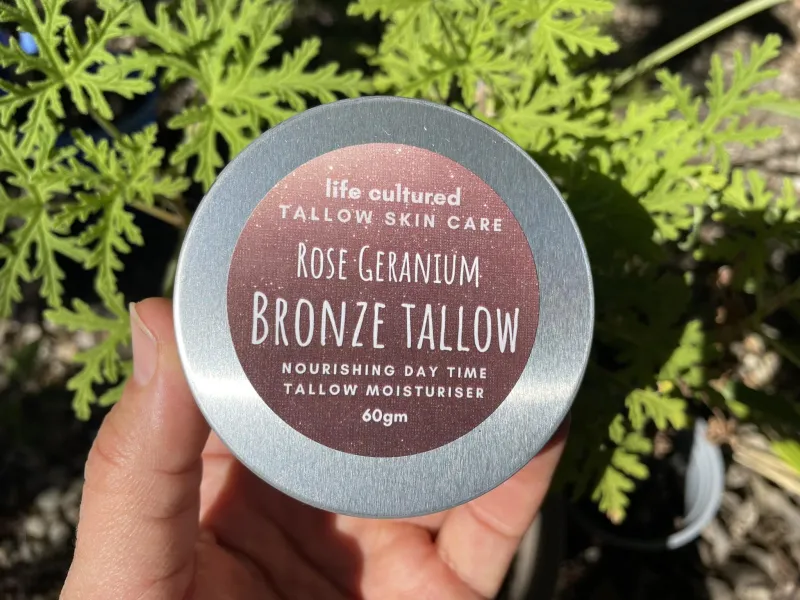 life cultured
TALLOW SKIN CARE
ROSE GERANIUM
BRONZE TALLOW
NOURISHING DAY TIME
TALLOW MOISTURISER
60gm